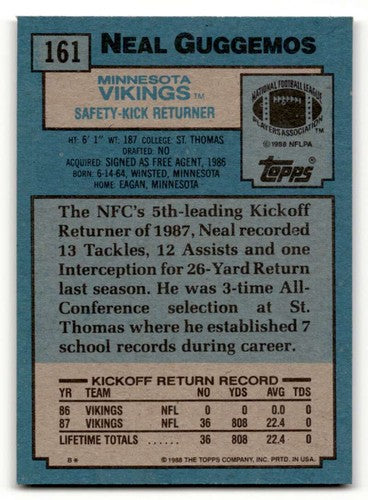 161 NEAL GUGGEMOS
MINNESOTA
VIKINGS™
SAFETY-KICK RETURNER
NATIONAL FOOTBALL LEAGUE
PLAYERS ASSOCIATION™
©1988 NFLPA
TOPPS®
HT: 6' 1" WT: 187 COLLEGE: ST. THOMAS
DRAFTED: NO
ACQUIRED: SIGNED AS FREE AGENT, 1986
BORN: 6-14-64, WINSTED, MINNESOTA
HOME: EAGAN, MINNESOTA
The NFC's 5th-leading Kickoff
Returner of 1987, Neal recorded
13 Tackles, 12 Assists and one
Interception for 26-Yard Return
last season. He was 3-time All-
Conference selection at St.
Thomas where he established 7
school records during career.
KICKOFF RETURN RECORD
YR TEAM NO YDS AVG TDS
86 VIKINGS NFL 0 0 0.0 0
87 VIKINGS NFL 36 808 22.4 0
LIFETIME TOTALS ...... 36 808 22.4 0
8* ©1988 THE TOPPS COMPANY, INC. PRTD. IN USA.